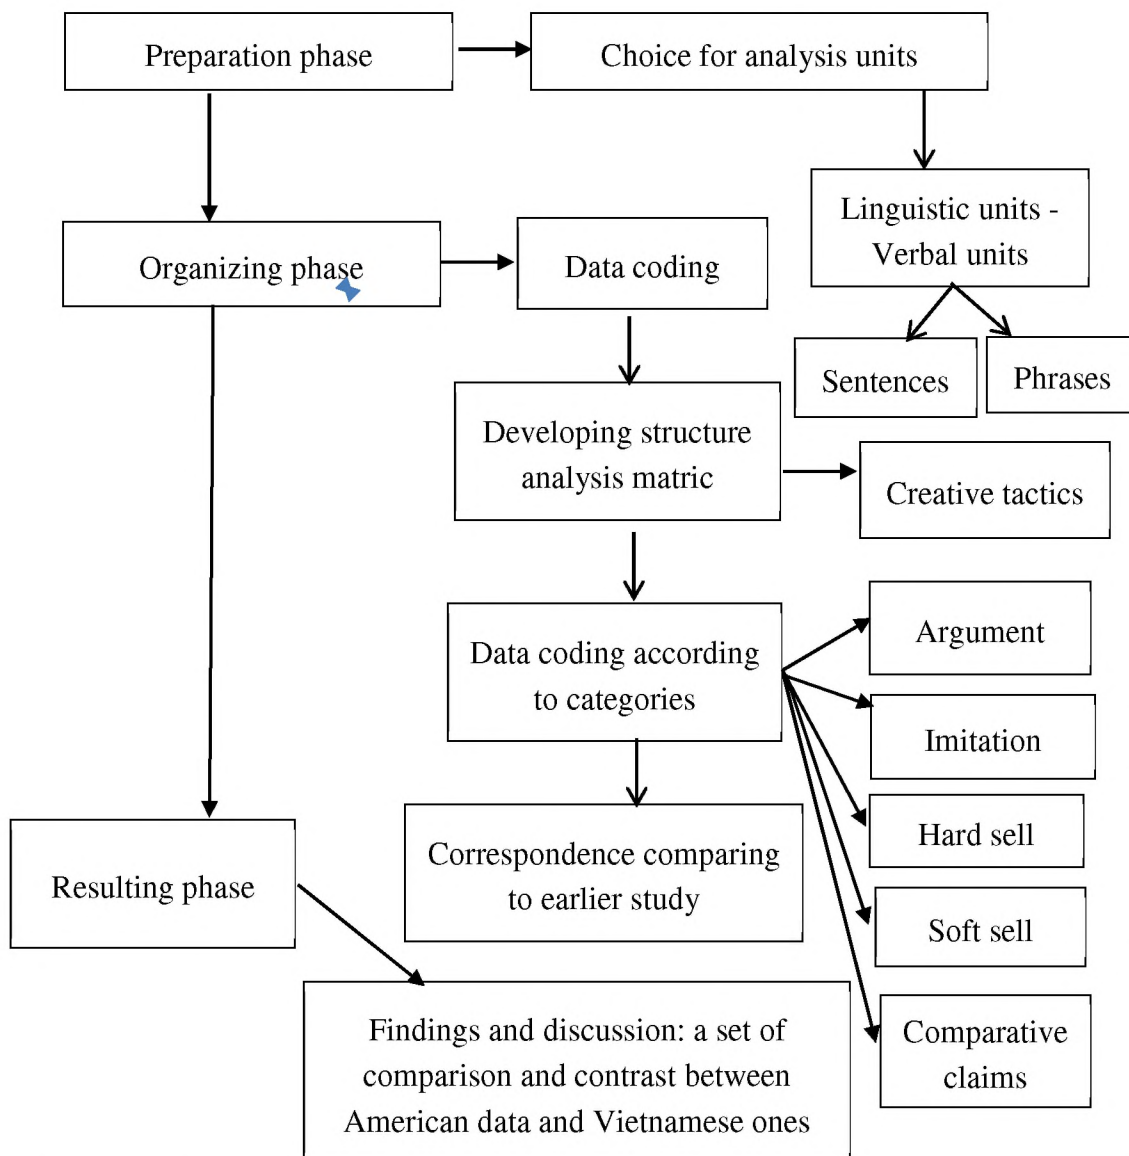 Preparation phase
Choice for analysis units
Linguistic units -
Verbal units
Organizing phase
Data coding
Sentences
Phrases
Developing structure
analysis matric
Creative tactics
Data coding according
to categories
Argument
Imitation
Hard sell
Soft sell
Comparative
claims
Correspondence comparing
to earlier study
Resulting phase
Findings and discussion: a set of
comparison and contrast between
American data and Vietnamese ones